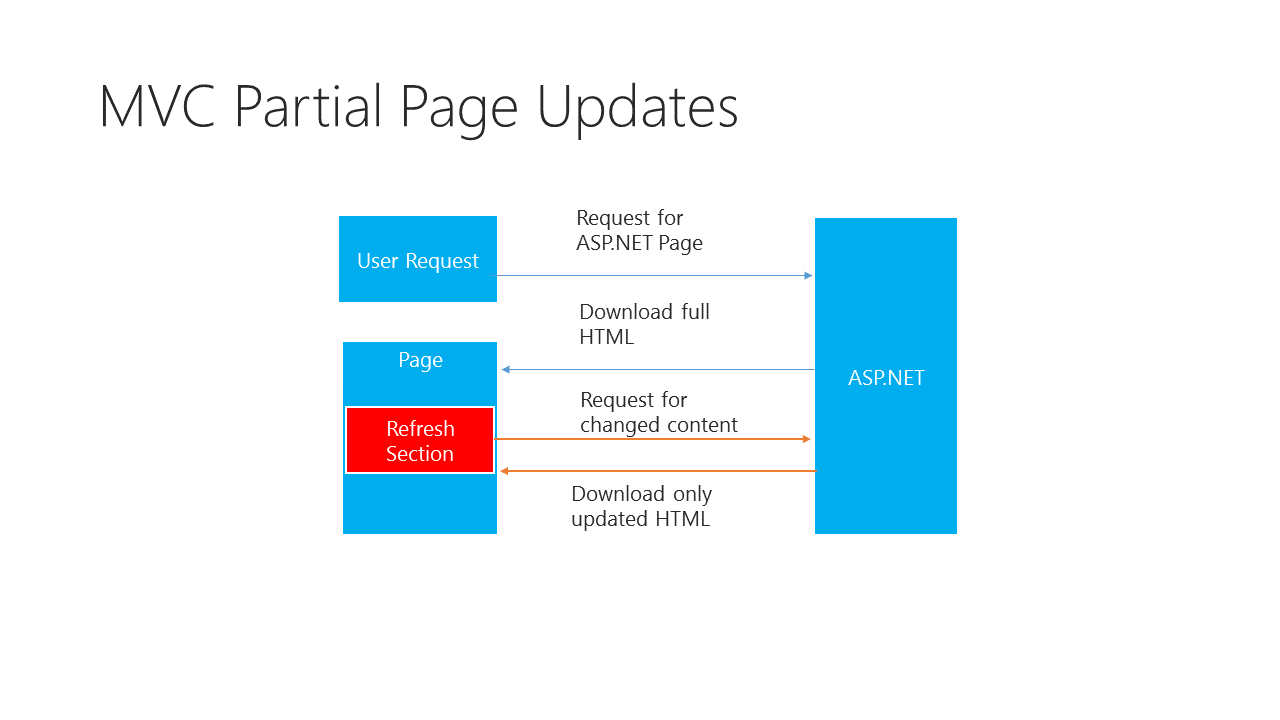 MVC Partial Page Updates
User Request
Request for
ASP.NET Page
Download full
HTML
Page
ASP.NET
Request for
changed content
Refresh
Section
Download only
updated HTML